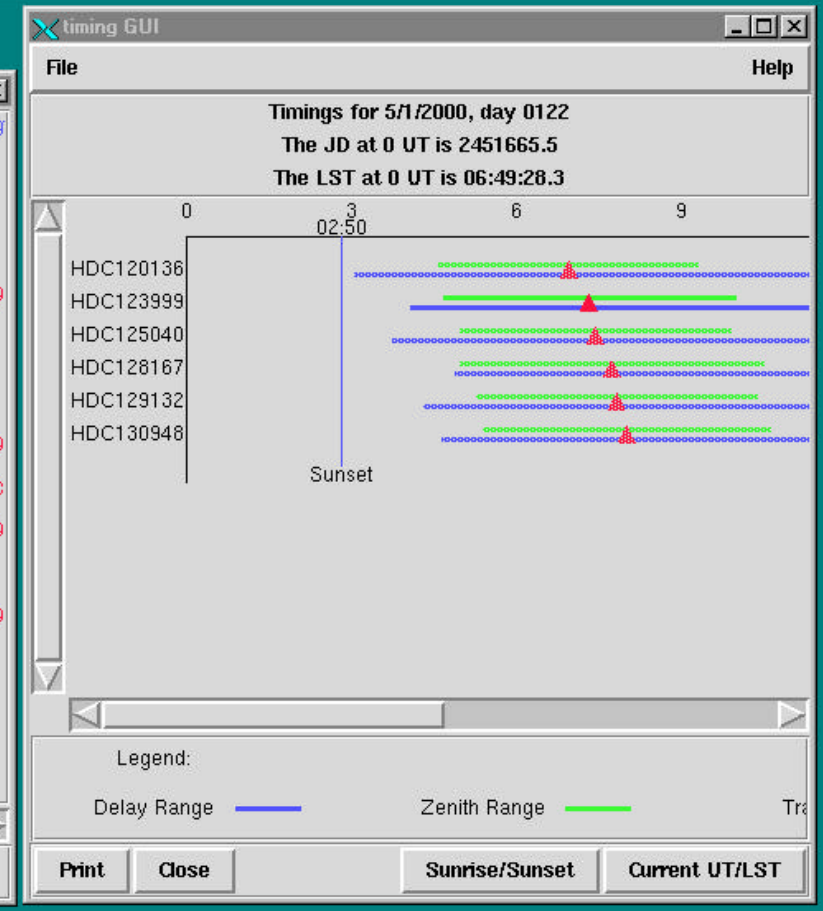 timing GUI
File Help
Timings for 5/1/2000, day 0122
The JD at 0 UT is 2451665.5
The LST at 0 UT is 06:49:28.3
0 3 6 9
02:50
HDC120136
HDC123999
HDC125040
HDC128167
HDC129132
HDC130948
Sunset
Legend:
Delay Range Zenith Range Tra
Print Close Sunrise/Sunset Current UT/LST